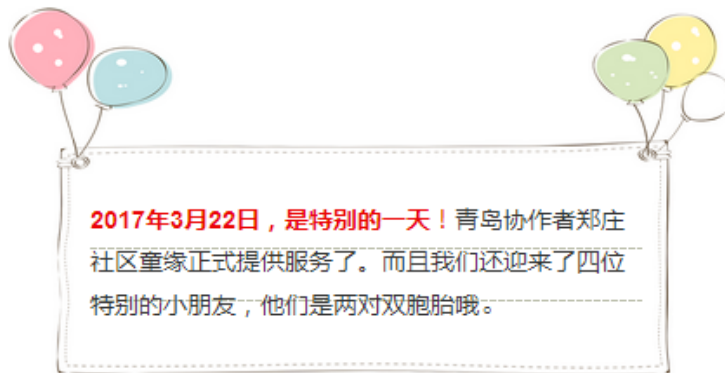 2017年3月22日，是特别的一天！青岛协作者郑庄
社区童缘正式提供服务了。而且我们还迎来了四位
特别的小朋友，他们是两对双胞胎哦。